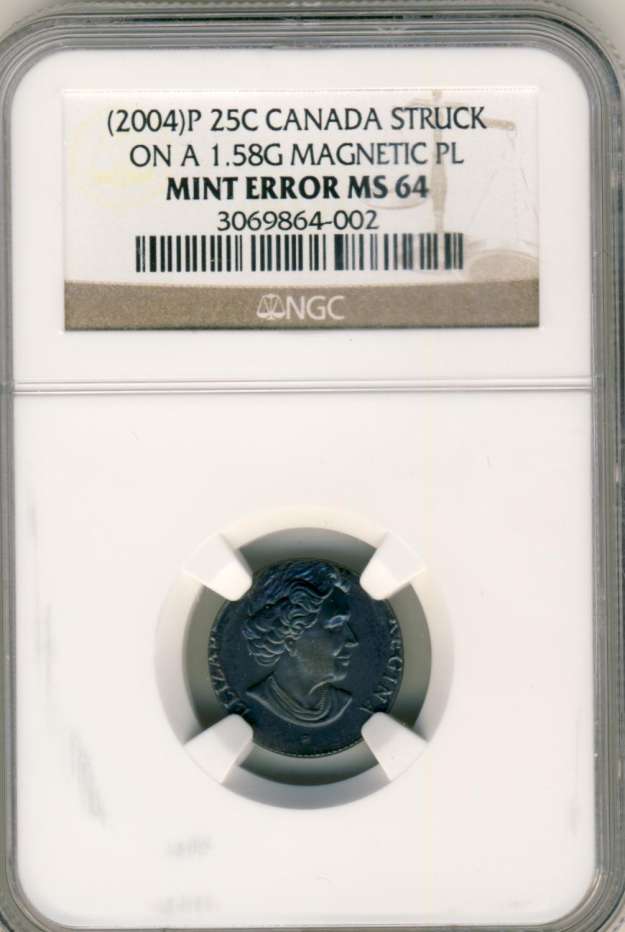 (2004)P 25C CANADA STRUCK
ON A 1.58G MAGNETIC PL
MINT ERROR MS 64
3069864-002
NGC
REGINA
P